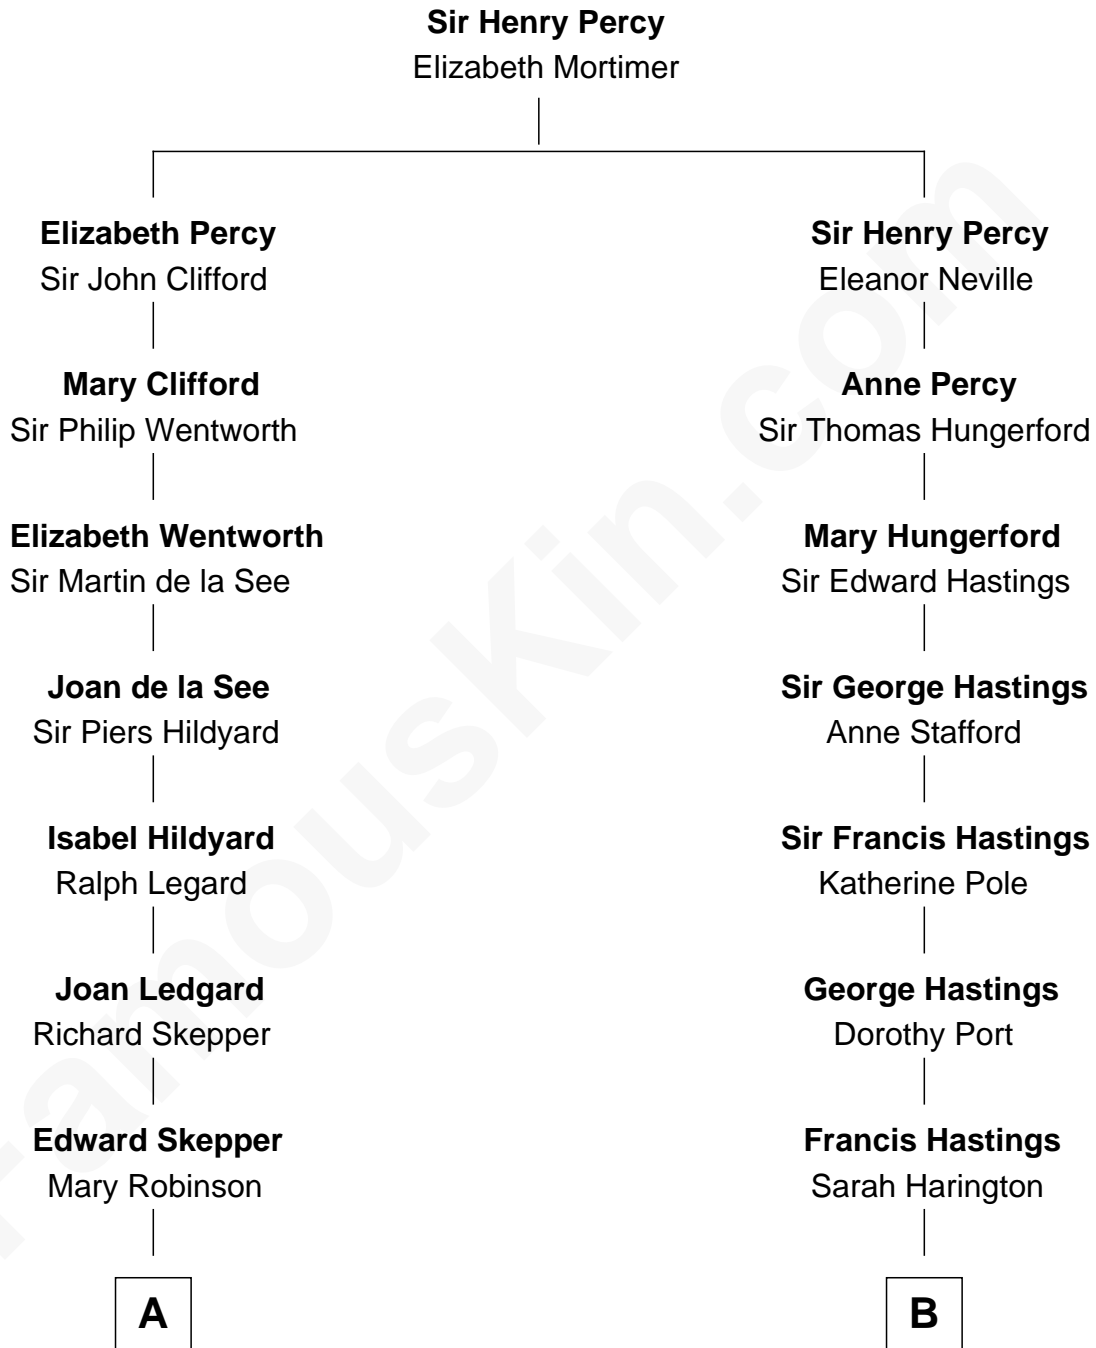 Sir Henry Percy
Elizabeth Mortimer
Elizabeth Percy
Sir John Clifford
Sir Henry Percy
Eleanor Neville
Mary Clifford
Sir Philip Wentworth
Anne Percy
Sir Thomas Hungerford
Elizabeth Wentworth
Sir Martin de la See
Mary Hungerford
Sir Edward Hastings
Joan de la See
Sir Piers Hildyard
Sir George Hastings
Anne Stafford
Isabel Hildyard
Ralph Legard
Sir Francis Hastings
Katherine Pole
Joan Ledgard
Richard Skepper
George Hastings
Dorothy Port
Edward Skepper
Mary Robinson
Francis Hastings
Sarah Harington
A
B
FamousKin.com